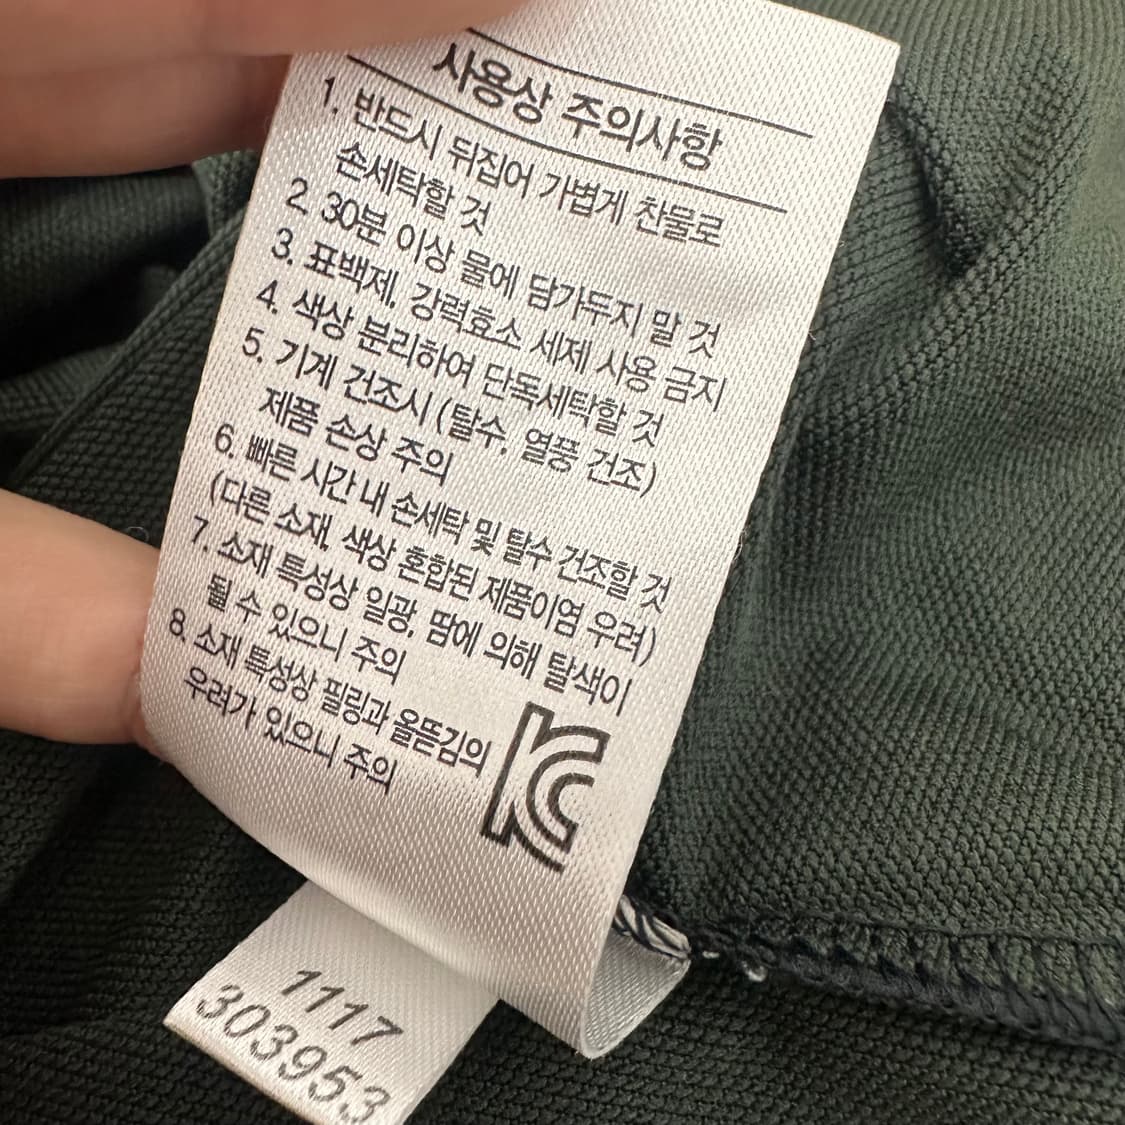 사용상 주의사항
1. 반드시 뒤집어 가볍게 찬물로
손세탁할 것
2. 30분 이상 물에 담가두지 말 것
3. 표백제, 강력효소 세제 사용 금지
4. 색상 분리하여 단독세탁할 것
5. 기계 건조시 (탈수, 열풍 건조)
제품 손상 주의
6. 빠른 시간 내 손세탁 및 탈수 건조할 것
(다른 소재, 색상 혼합된 제품이염 우려)
7. 소재 특성상 일광, 땀에 의해 탈색이
될 수 있으니 주의
8. 소재 특성상 필링과 올뜯김의
우려가 있으니 주의
KC
1117
303953